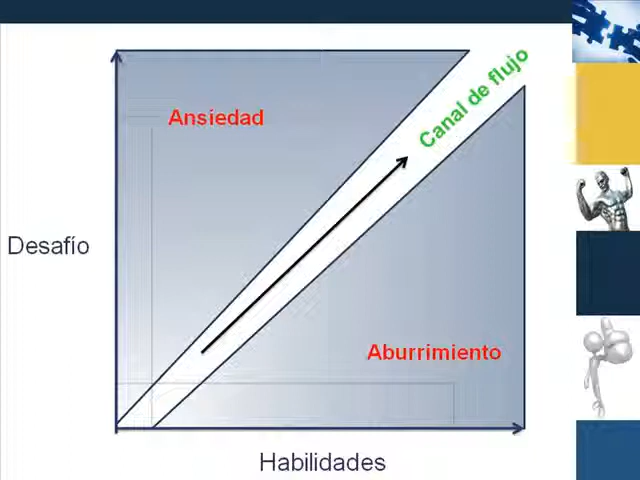 Canal de flujo
Ansiedad
Desafío
Aburrimiento
Habilidades